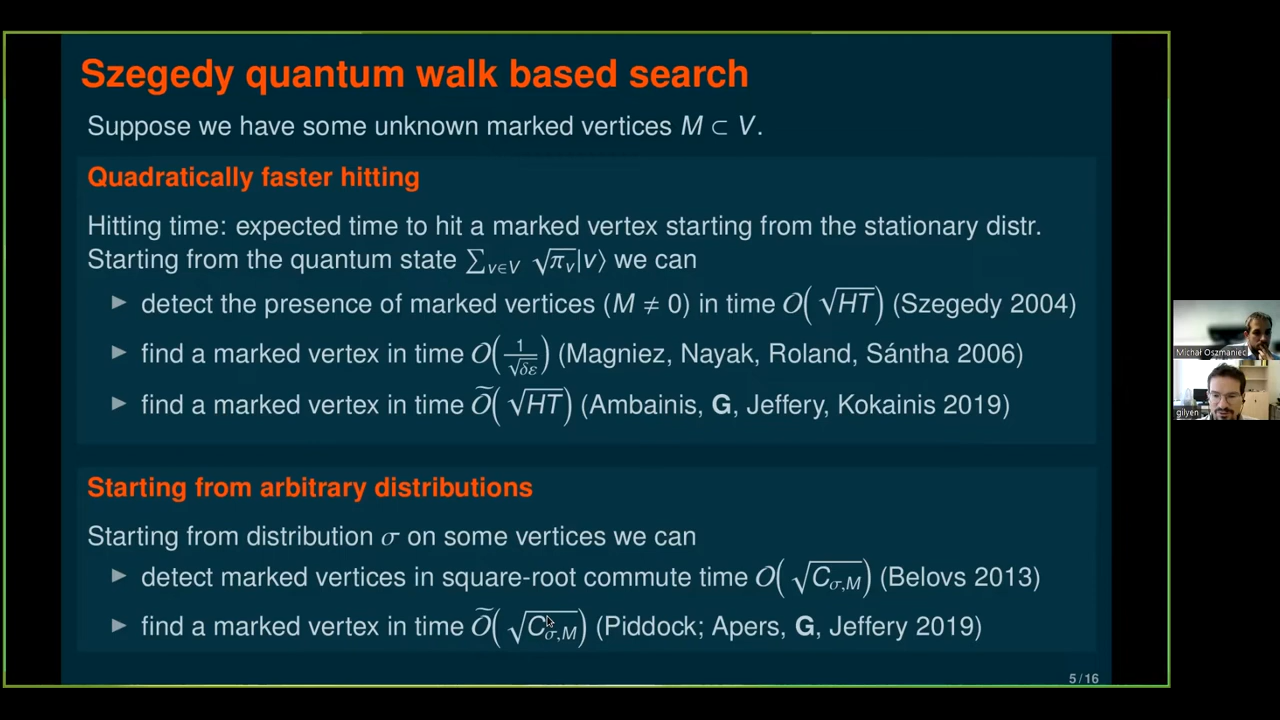 Szegedy quantum walk based search
Suppose we have some unknown marked vertices M ⊂ V.
Quadratically faster hitting
Hitting time: expected time to hit a marked vertex starting from the stationary distr.
Starting from the quantum state ∑_{v∈V} √π_v|v⟩ we can
▶ detect the presence of marked vertices (M ≠ 0) in time O(√HT) (Szegedy 2004)
▶ find a marked vertex in time O(1/√δε) (Magniez, Nayak, Roland, Sántha 2006)
▶ find a marked vertex in time Õ(√HT) (Ambainis, G, Jeffery, Kokainis 2019)
Starting from arbitrary distributions
Starting from distribution σ on some vertices we can
▶ detect marked vertices in square-root commute time O(√C_{σ,M}) (Belovs 2013)
▶ find a marked vertex in time Õ(√C_{σ,M}) (Piddock; Apers, G, Jeffery 2019)
5 / 16
Michał Oszmaniec
gilyen